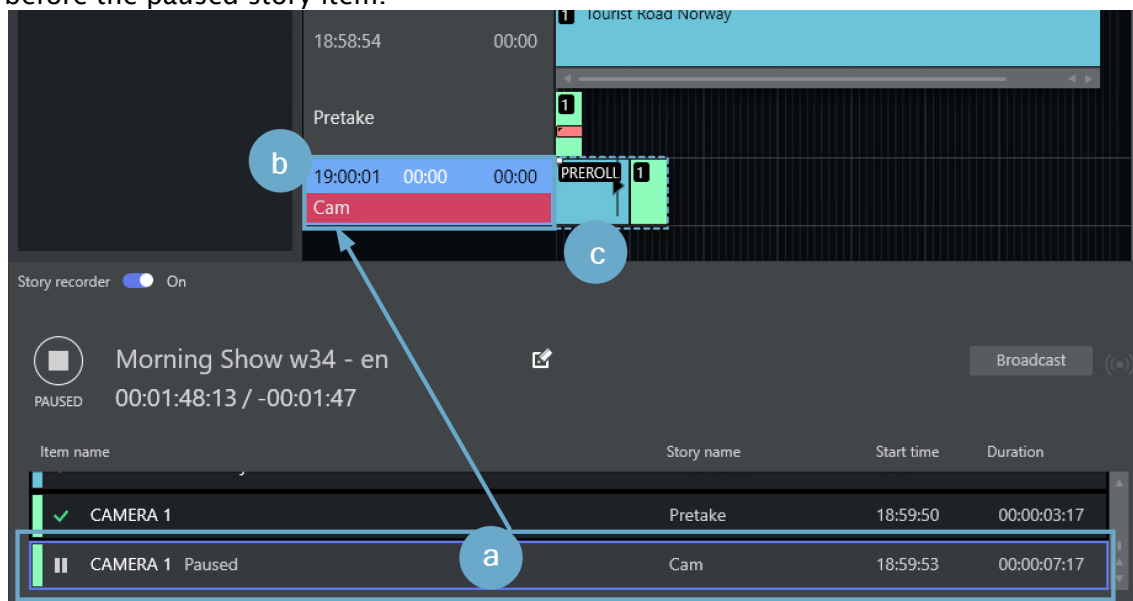 before the paused story item.
1 Tourist Road Norway
18:58:54 00:00
1
Pretake
b
19:00:01 00:00 00:00 PREROLL 1
Cam
c
Story recorder On
Morning Show w34 - en
Broadcast
PAUSED 00:01:48:13 / -00:01:47
Item name Story name Start time Duration
CAMERA 1 Pretake 18:59:50 00:00:03:17
a
CAMERA 1 Paused Cam 18:59:53 00:00:07:17